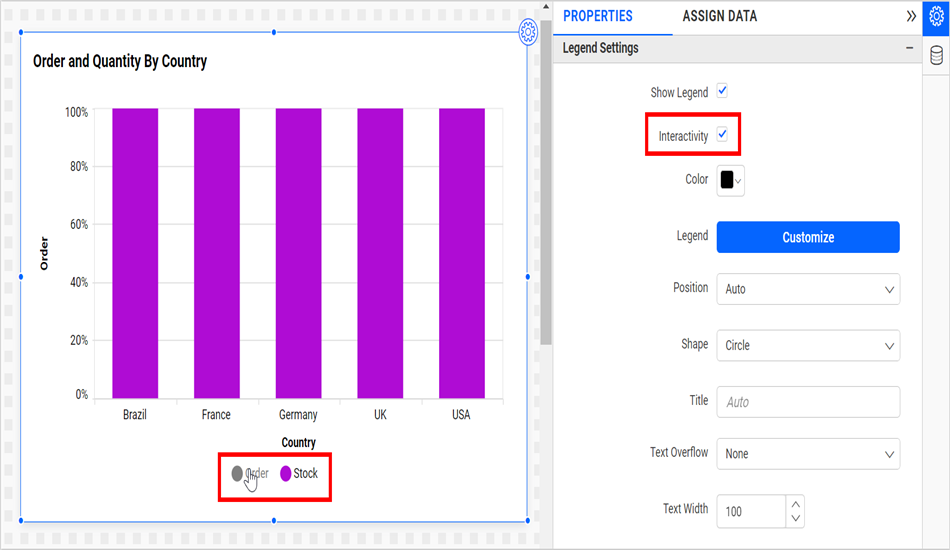 PROPERTIES
ASSIGN DATA
Legend Settings
Order and Quantity By Country
100%
80%
60%
40%
20%
0%
Order
Brazil France Germany UK USA
Country
Order Stock
Show Legend
Interactivity
Color
Legend Customize
Position Auto
Shape Circle
Title Auto
Text Overflow None
Text Width 100